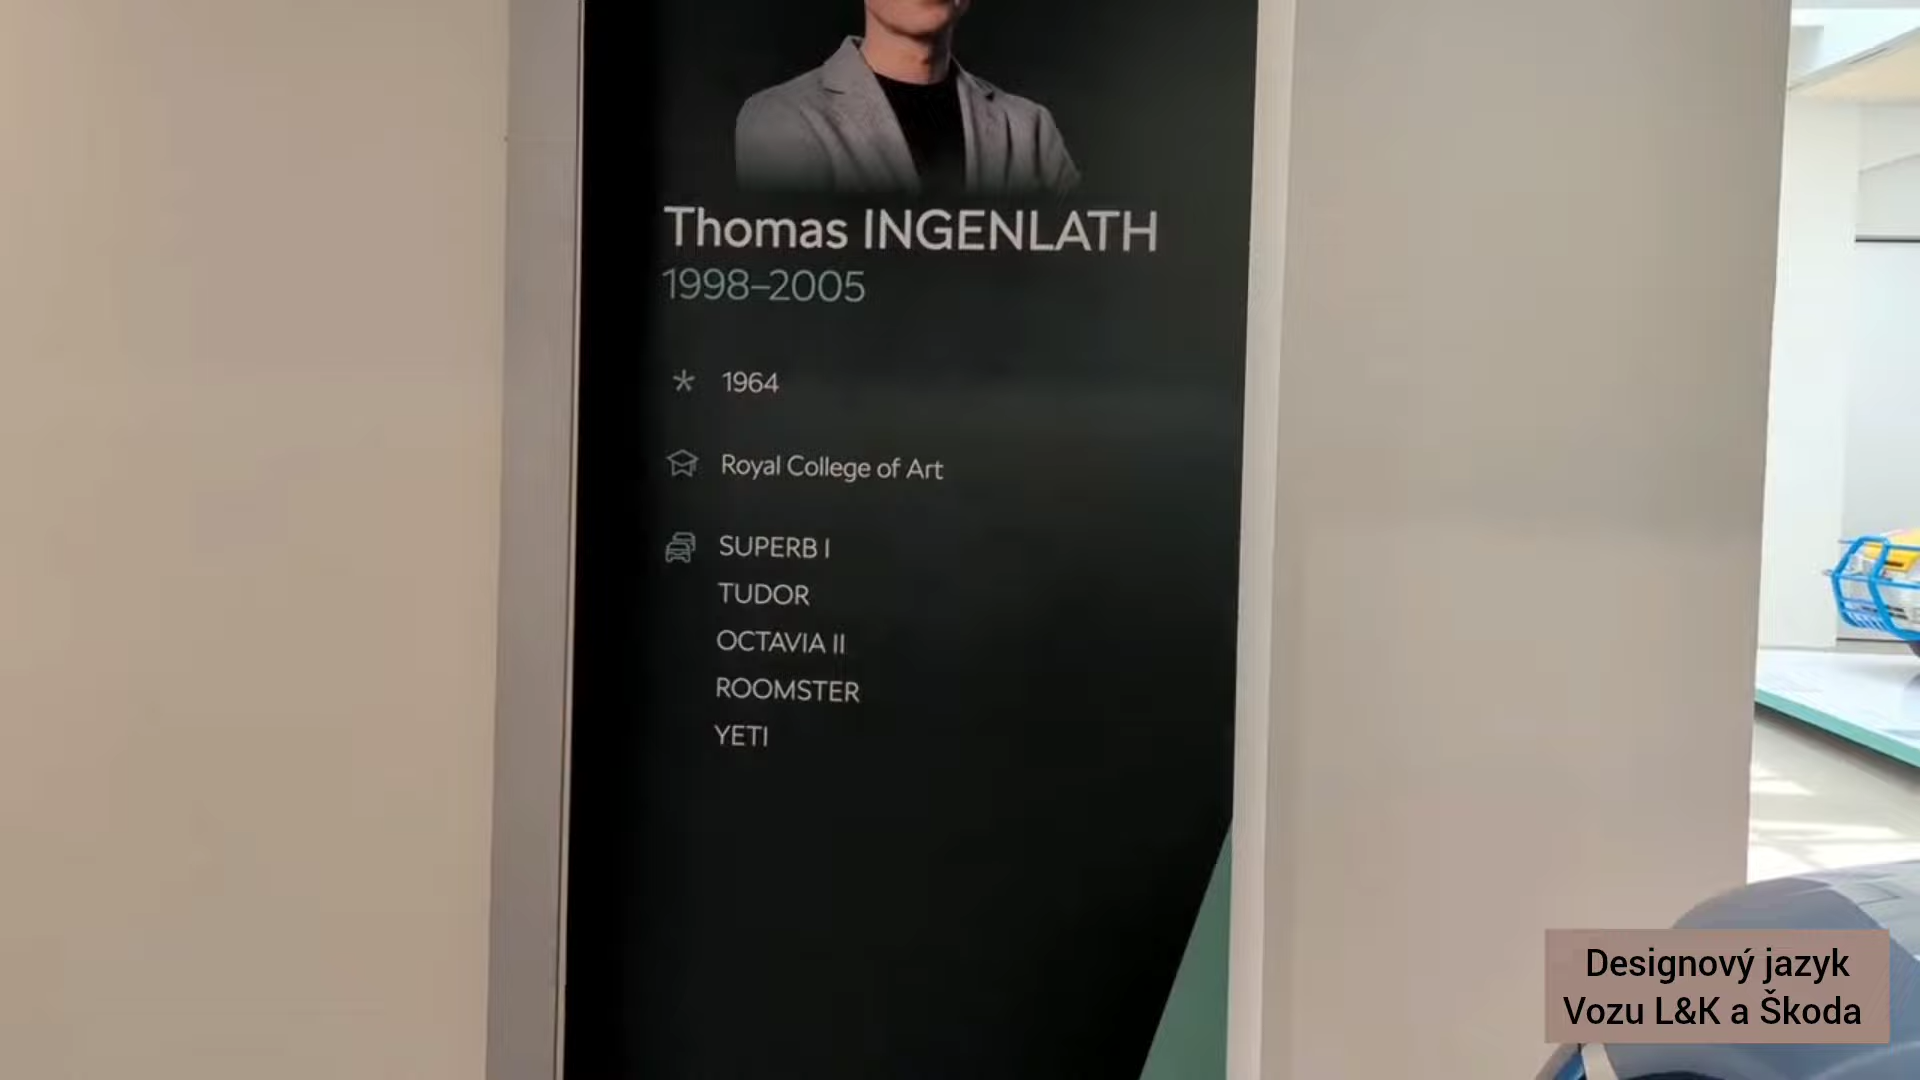 Thomas INGENLATH
1998–2005
* 1964
Royal College of Art
SUPERB I
TUDOR
OCTAVIA II
ROOMSTER
YETI
Designový jazyk
Vozu L&K a Škoda